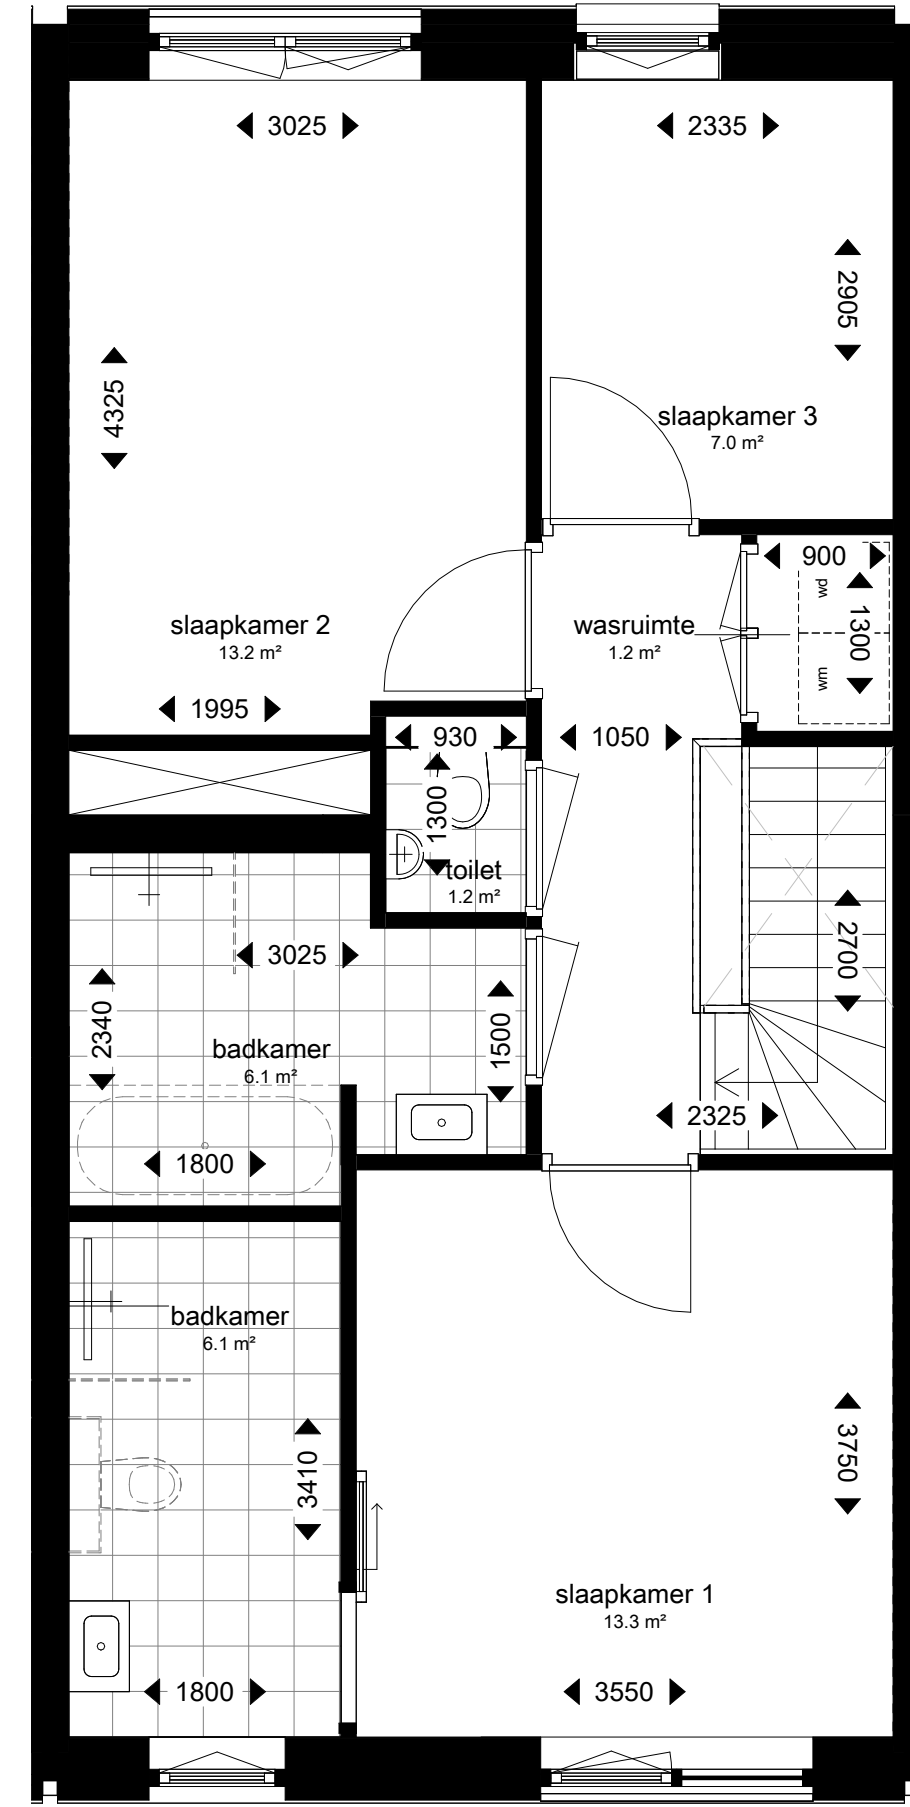 3025
2335
2905
4325
slaapkamer 3
7.0 m²
900
wd
1300
wm
slaapkamer 2
13.2 m²
wasruimte
1.2 m²
1995
930
1050
1300
toilet
1.2 m²
2700
3025
2340
1500
badkamer
6.1 m²
2325
1800
badkamer
6.1 m²
3750
3410
slaapkamer 1
13.3 m²
1800
3550